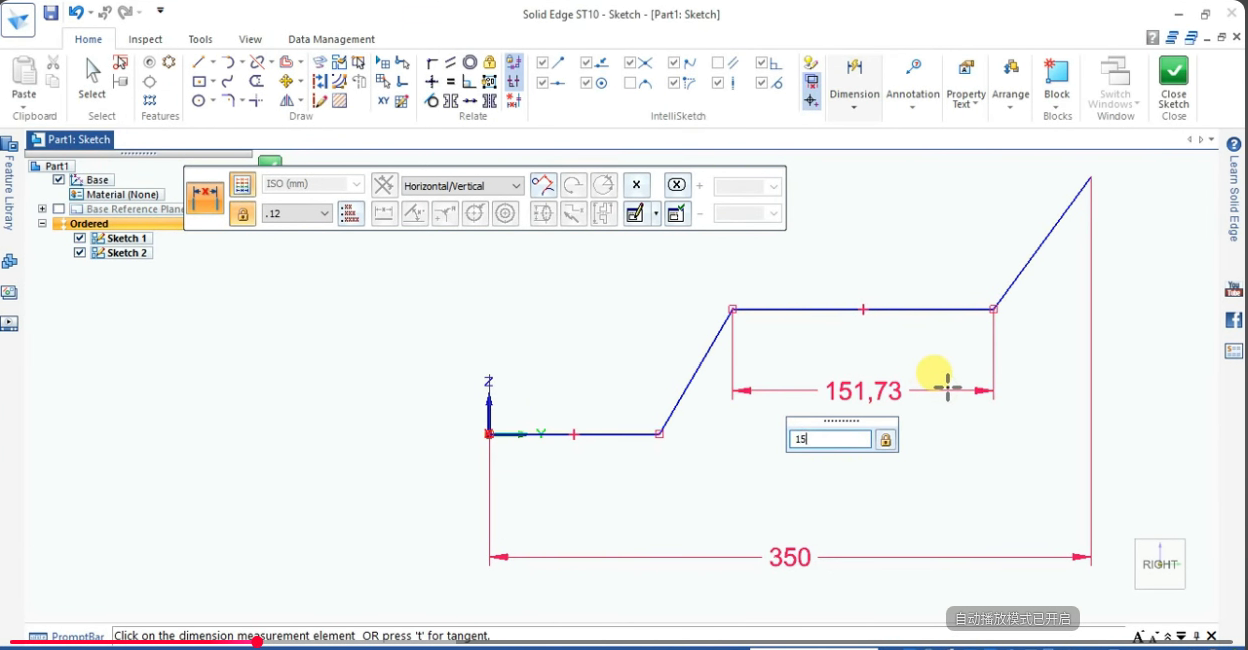 Solid Edge ST10 - Sketch - [Part1: Sketch]
Home Inspect Tools View Data Management
Paste
Clipboard
Select
Select
Features
Draw
XY
Relate
IntelliSketch
Dimension
Annotation
Property Text
Arrange
Block
Blocks
Switch Windows
Window
Close Sketch
Close
Part1: Sketch
Feature Library
Learn Solid Edge
Part1
Base
Material (None)
Base Reference Plane
Ordered
Sketch 1
Sketch 2
ISO (mm)
Horizontal/Vertical
.12
Z
Y
151,73
15
350
RIGHT
自动播放模式已开启
PromptBar
Click on the dimension measurement element OR press 't' for tangent.
You Tube